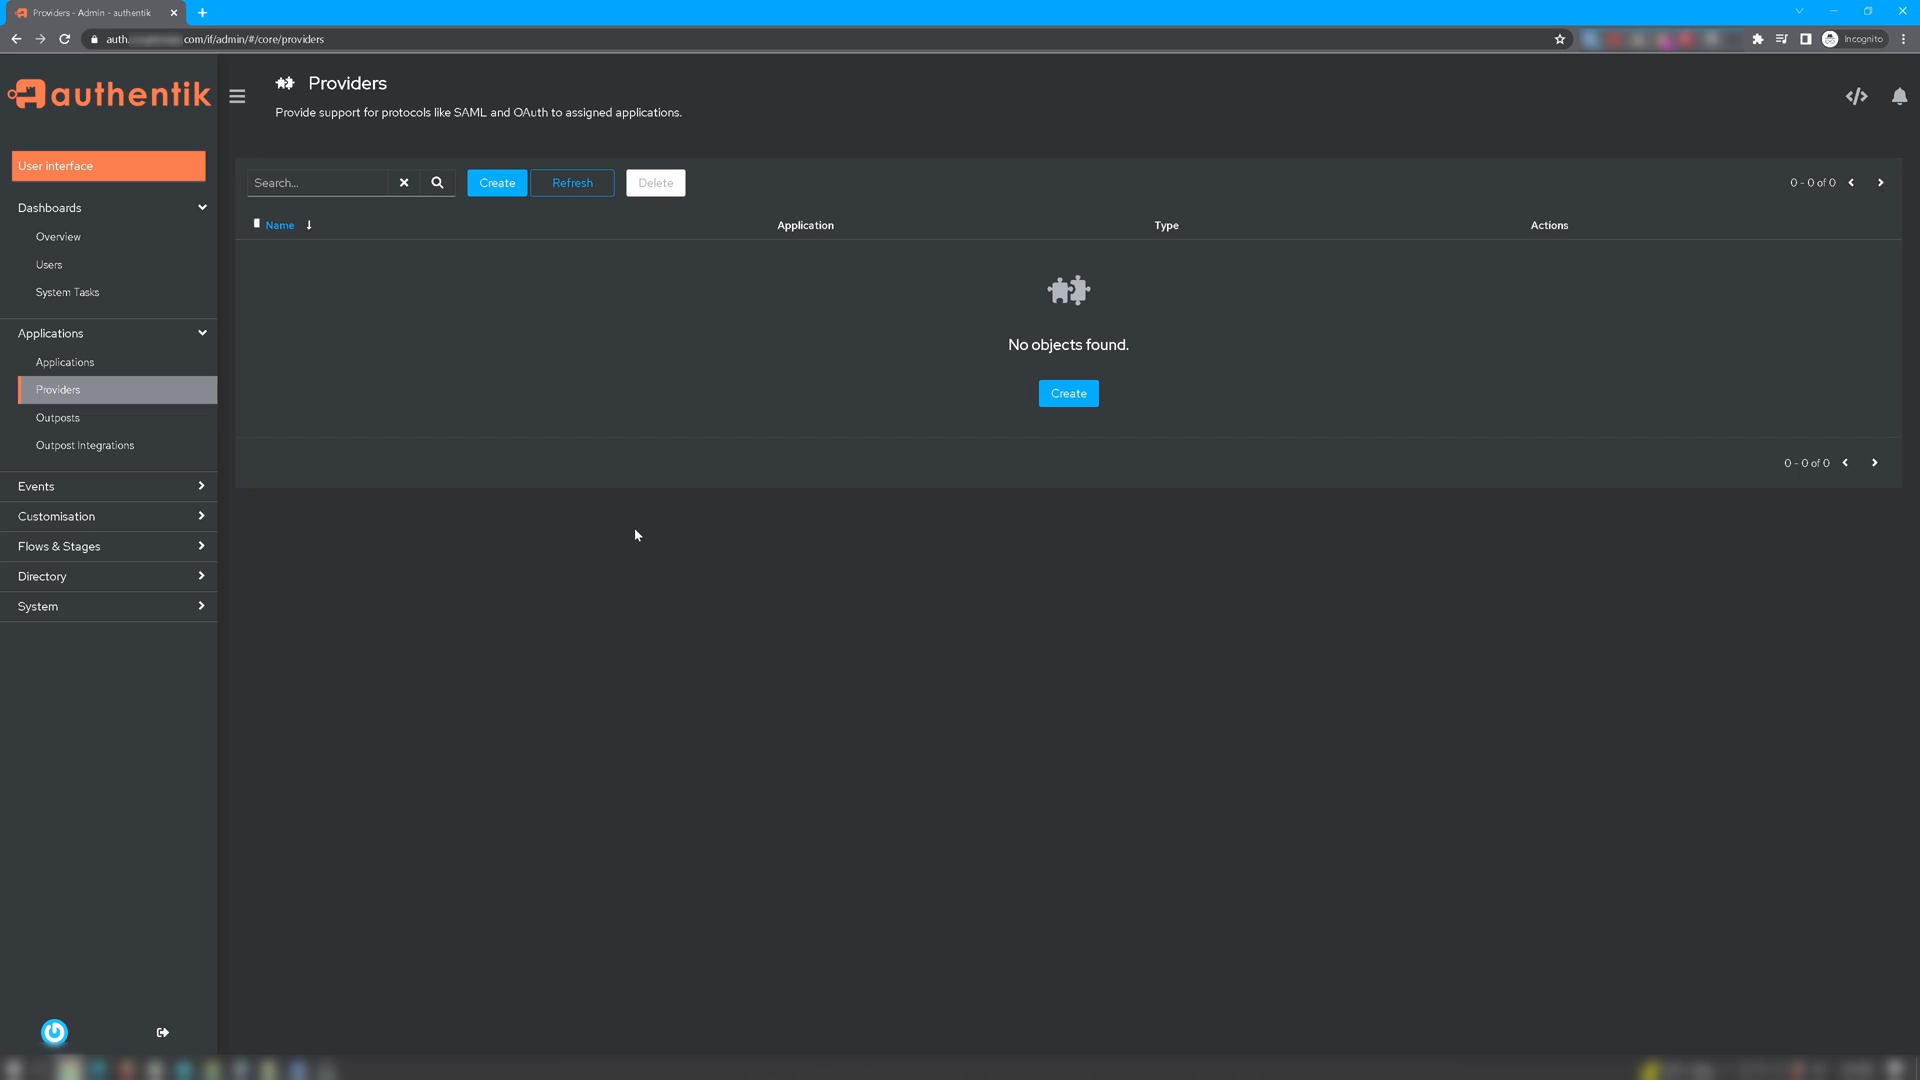 Providers - Admin - authentik
auth. com/if/admin/#/core/providers
Incognito
authentik
Providers
Provide support for protocols like SAML and OAuth to assigned applications.
User interface
Search...
Create
Refresh
Delete
0 - 0 of 0
Dashboards
Overview
Users
System Tasks
Name
Application
Type
Actions
No objects found.
Create
Applications
Applications
Providers
Outposts
Outpost Integrations
0 - 0 of 0
Events
Customisation
Flows & Stages
Directory
System